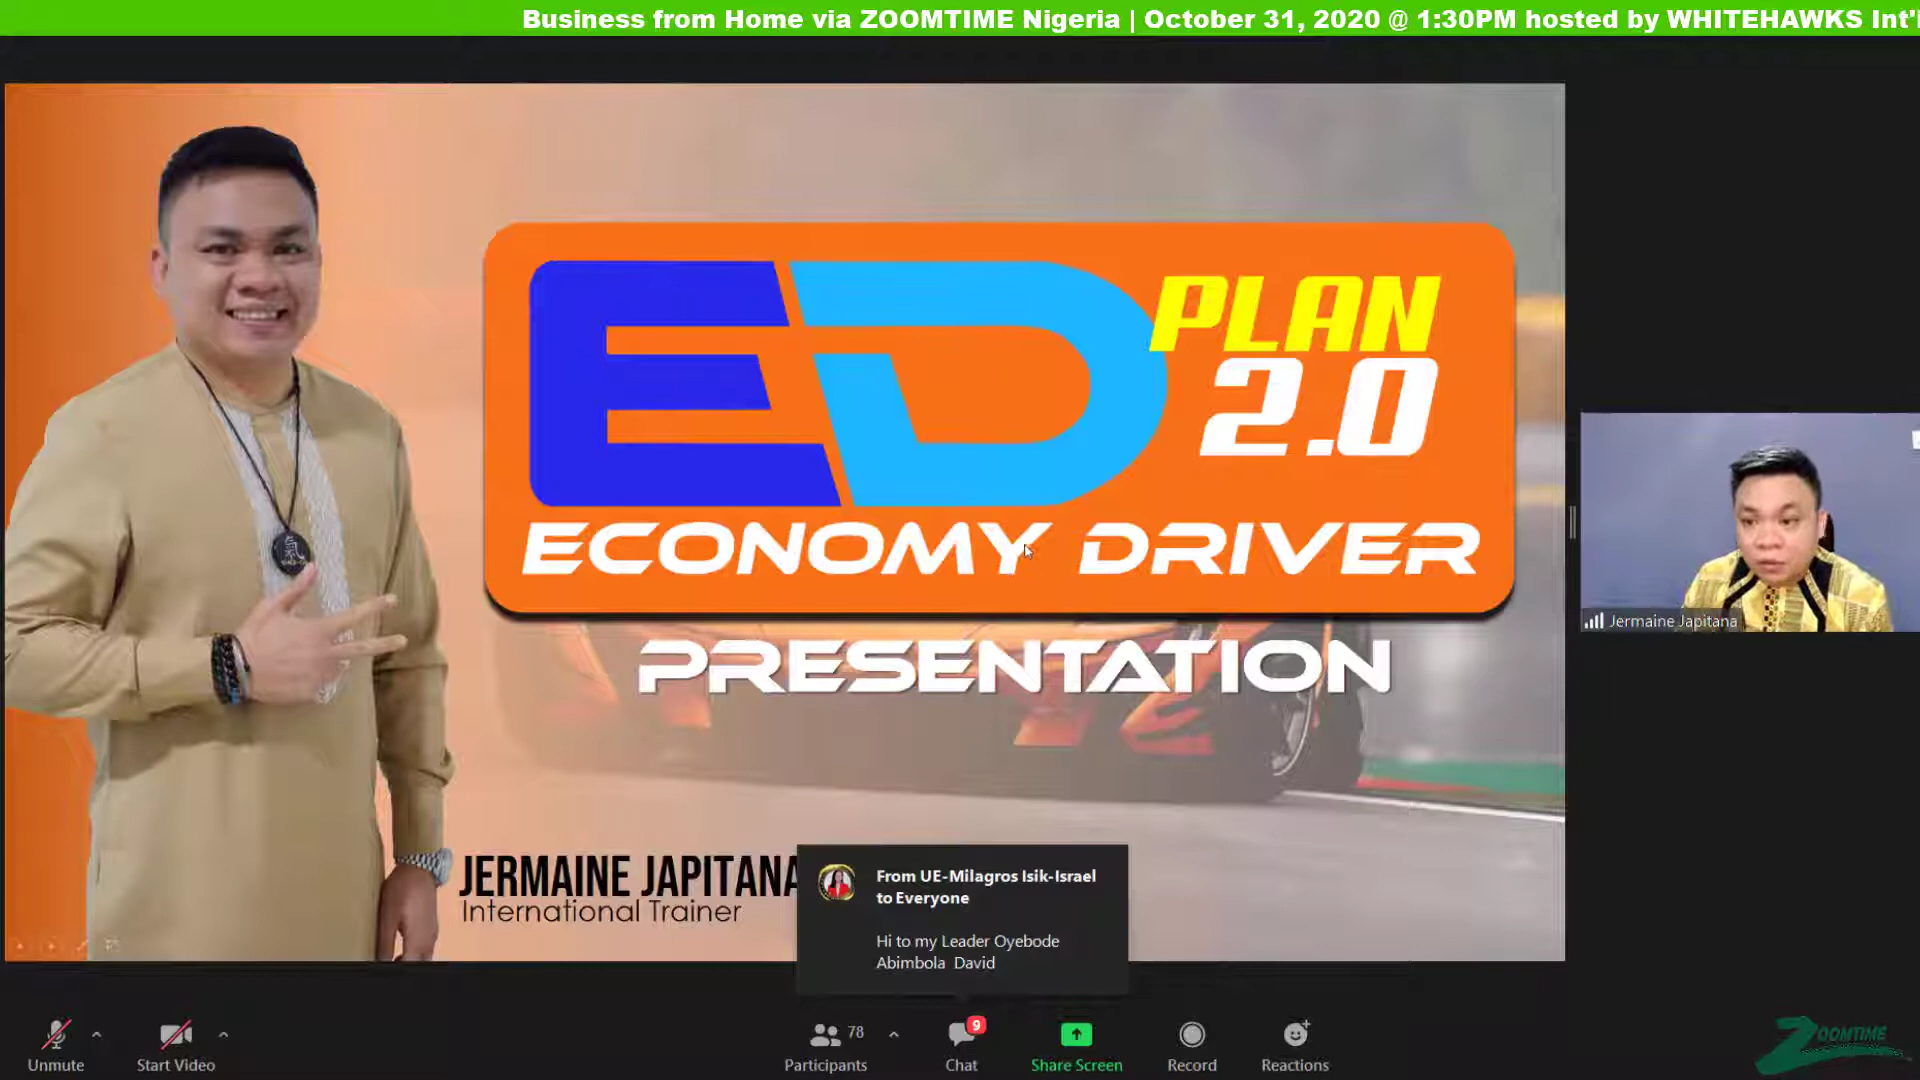 Business from Home via ZOOMTIME Nigeria | October 31, 2020 @ 1:30PM hosted by WHITEHAWKS Int'l
ED PLAN
2.0
ECONOMY DRIVER
PRESENTATION
氣
Jermaine Japitana
JERMAINE JAPITANA
International Trainer
From UE-Milagros Isik-Israel
to Everyone
Hi to my Leader Oyebode
Abimbola David
78
9
Unmute
Start Video
Participants
Chat
Share Screen
Record
Reactions
ZOOMTIME